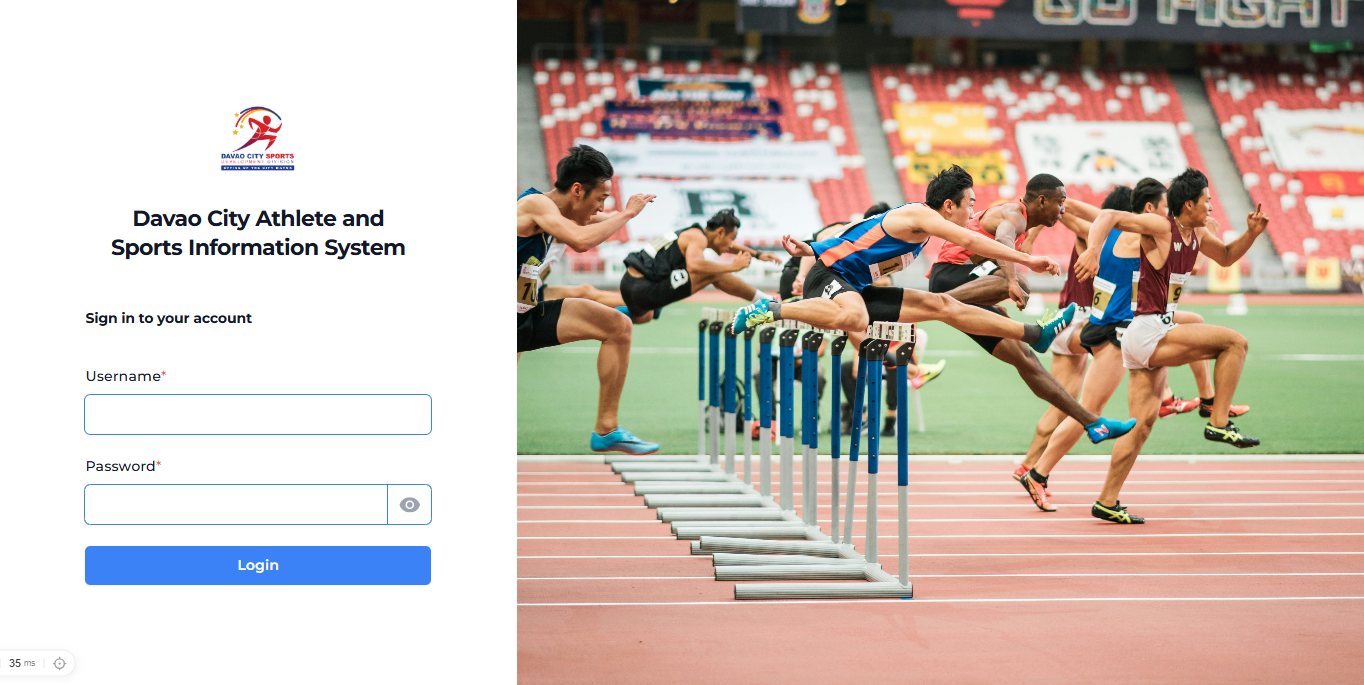 DAVAO CITY SPORTS
DEVELOPMENT DIVISION
OFFICE OF THE CITY MAYOR
Davao City Athlete and
Sports Information System
Sign in to your account
Username*
Password*
Login
35 ms
GO FIGHT